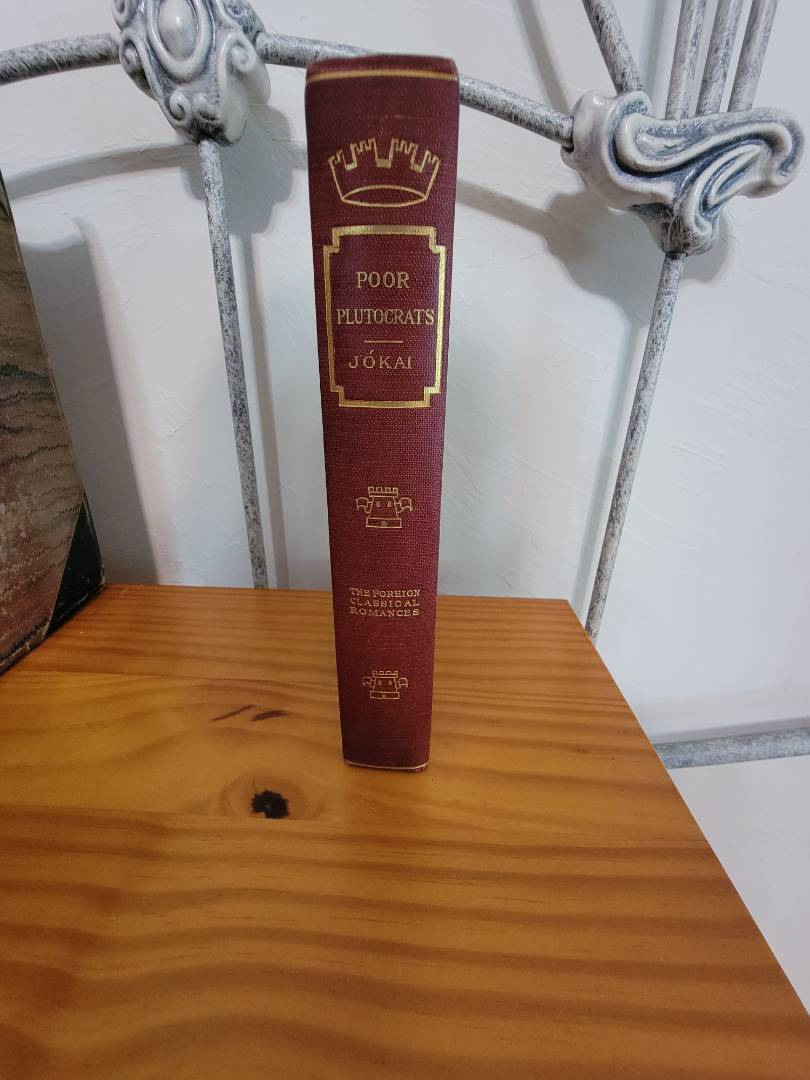 POOR
PLUTOCRATS
JÓKAI
THE FOREIGN
CLASSICAL
ROMANCES